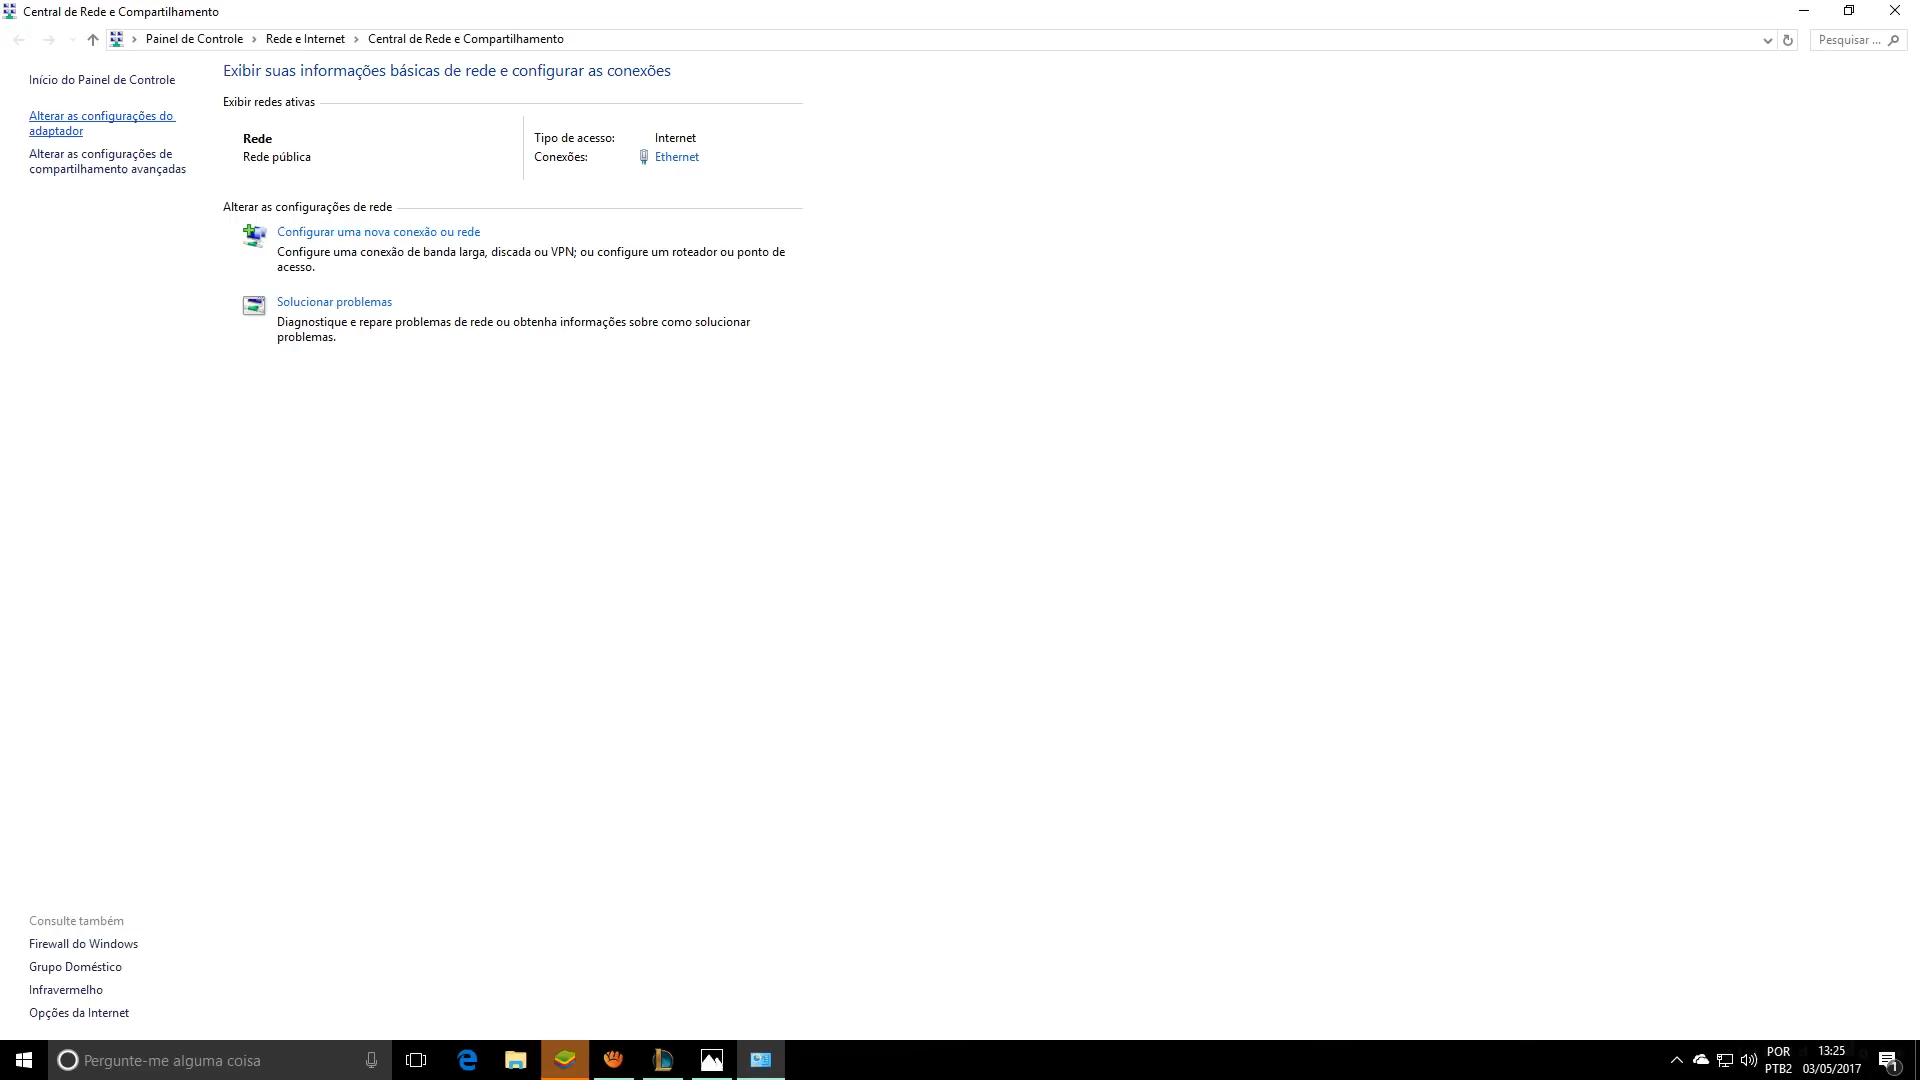 Central de Rede e Compartilhamento
Painel de Controle > Rede e Internet > Central de Rede e Compartilhamento
Pesquisar ...
Início do Painel de Controle
Alterar as configurações do
adaptador
Alterar as configurações de
compartilhamento avançadas
Exibir suas informações básicas de rede e configurar as conexões
Exibir redes ativas
Rede
Rede pública
Tipo de acesso: Internet
Conexões: Ethernet
Alterar as configurações de rede
Configurar uma nova conexão ou rede
Configure uma conexão de banda larga, discada ou VPN; ou configure um roteador ou ponto de
acesso.
Solucionar problemas
Diagnostique e repare problemas de rede ou obtenha informações sobre como solucionar
problemas.
Consulte também
Firewall do Windows
Grupo Doméstico
Infravermelho
Opções da Internet
Pergunte-me alguma coisa
POR
PTB2
13:25
03/05/2017
1